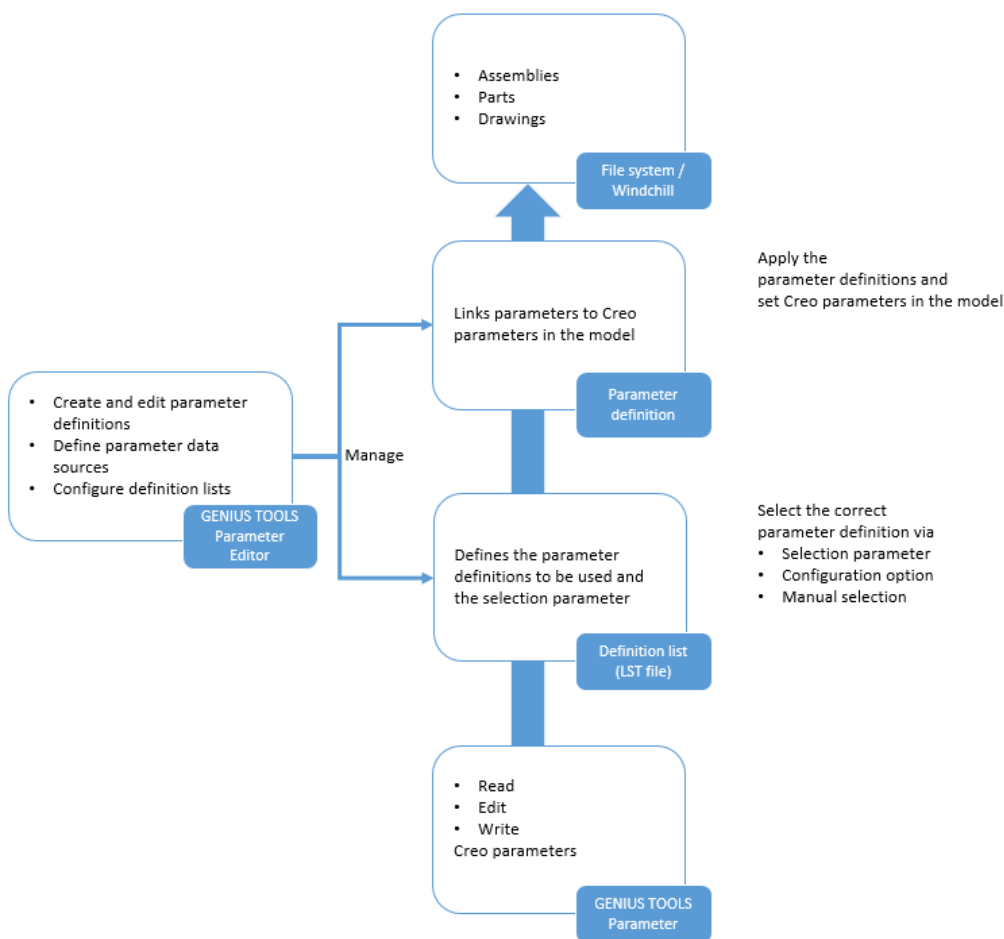 • Assemblies
• Parts
• Drawings
File system /
Windchill
Apply the
parameter definitions and
set Creo parameters in the model
Links parameters to Creo
parameters in the model
Parameter
definition
• Create and edit parameter
definitions
• Define parameter data
sources
• Configure definition lists
GENIUS TOOLS
Parameter
Editor
Manage
Select the correct
parameter definition via
• Selection parameter
• Configuration option
• Manual selection
Defines the parameter
definitions to be used and
the selection parameter
Definition list
(LST file)
• Read
• Edit
• Write
Creo parameters
GENIUS TOOLS
Parameter